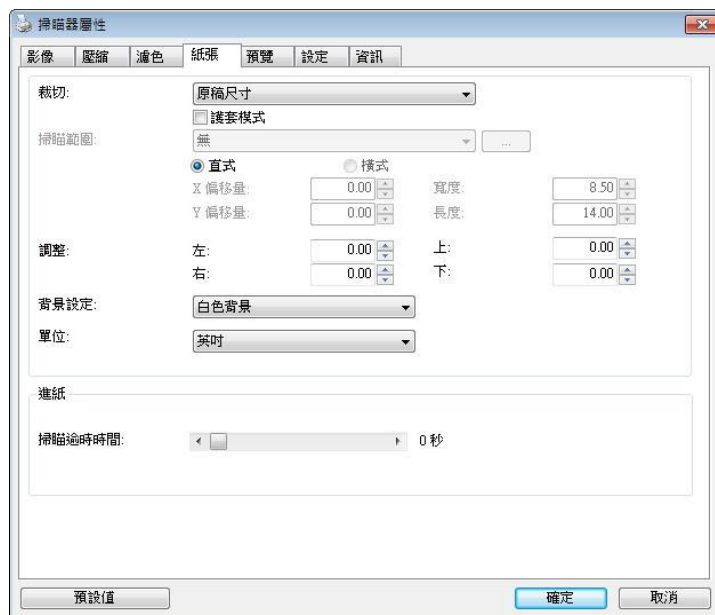 掃瞄器屬性
影像 壓縮 濾色 紙張 預覽 設定 資訊
裁切: 原稿尺寸
護套模式
掃瞄範圍: 無 ...
直式 橫式
X 偏移量: 0.00 寬度: 8.50
Y 偏移量: 0.00 長度: 14.00
調整: 左: 0.00 上: 0.00
右: 0.00 下: 0.00
背景設定: 白色背景
單位: 英吋
進紙
掃瞄逾時時間: 0 秒
預設值 確定 取消